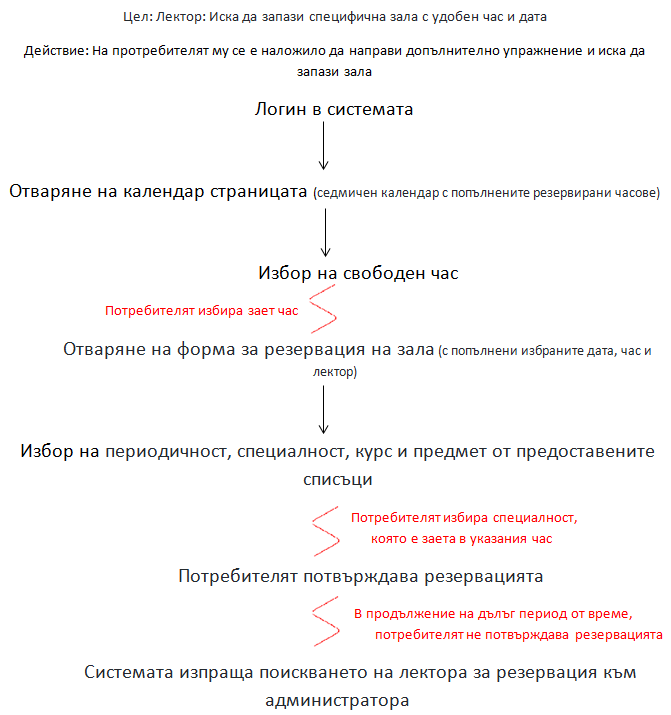 Цел: Лектор: Иска да запази специфична зала с удобен час и дата
Действие: На протребителят му се е наложило да направи допълнително упражнение и иска да
запази зала
Логин в системата
Отваряне на календар страницата (седмичен календар с попълнените резервирани часове)
Избор на свободен час
Потребителят избира зает час
Отваряне на форма за резервация на зала (с попълнени избраните дата, час и
лектор)
Избор на периодичност, специалност, курс и предмет от предоставените
списъци
Потребителят избира специалност,
която е заета в указания час
Потребителят потвърждава резервацията
В продължение на дълъг период от време,
потребителят не потвърждава резервацията
Системата изпраща поискването на лектора за резервация към
администратора